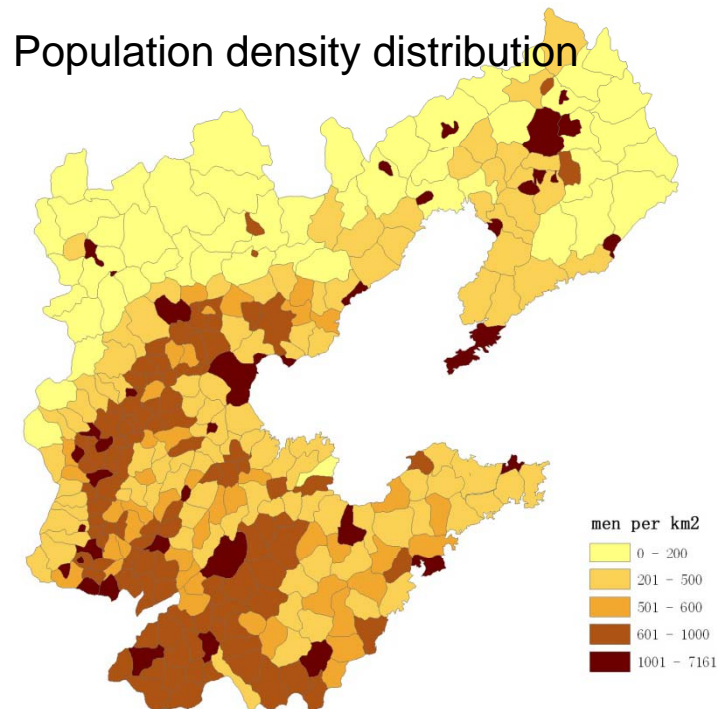 Population density distribution
men per km2
0 - 200
201 - 500
501 - 600
601 - 1000
1001 - 7161